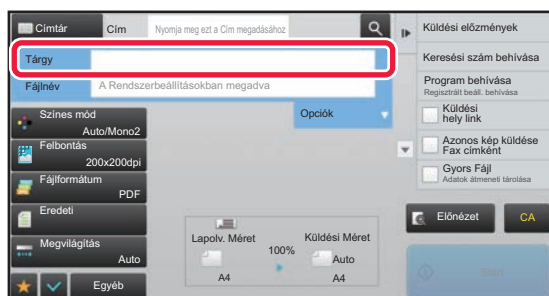 Címtár
Cím
Nyomja meg ezt a Cím megadásához
Tárgy
Fájlnév
A Rendszerbeállításokban megadva
Opciók
Színes mód
Auto/Mono2
Felbontás
200x200dpi
Fájlformátum
PDF
Eredeti
Megvilágítás
Auto
Egyéb
Lapolv. Méret
A4
100%
Küldési Méret
Auto
A4
Küldési előzmények
Keresési szám behívása
Program behívása
Regisztrált beáll. behívása
Küldési
hely link
Azonos kép küldése
Fax címként
Gyors Fájl
Adatok átmeneti tárolása
Előnézet
CA
Start